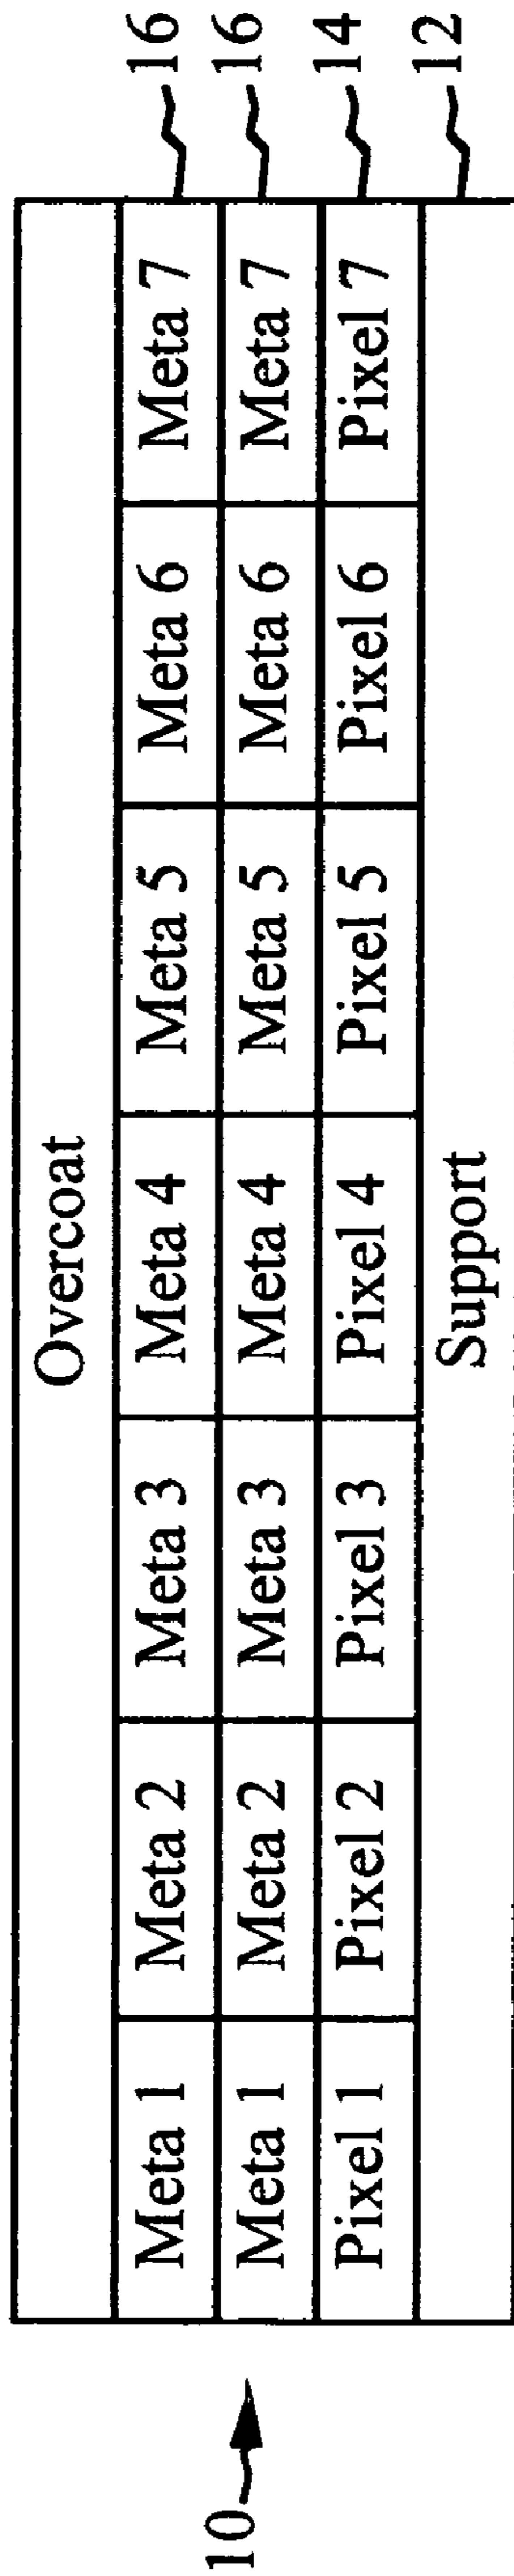 Overcoat
Meta 1 Meta 2 Meta 3 Meta 4 Meta 5 Meta 6 Meta 7 16
Meta 1 Meta 2 Meta 3 Meta 4 Meta 5 Meta 6 Meta 7 16
Pixel 1 Pixel 2 Pixel 3 Pixel 4 Pixel 5 Pixel 6 Pixel 7 14
Support 12
10